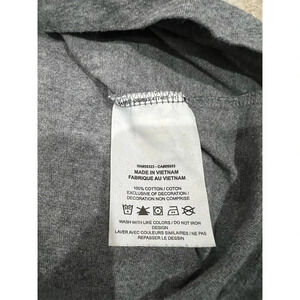 MADE IN VIETNAM
FABRIQUE AU VIETNAM
100% COTTON / COTON
EXCLUSIVE OF DECORATION /
DECORATION NON COMPRISE
WASH WITH LIKE COLORS / DO NOT IRON
DESIGN
LAVER AVEC COULEURS SIMILAIRES / NE PAS
REPASSER LE DESSIN